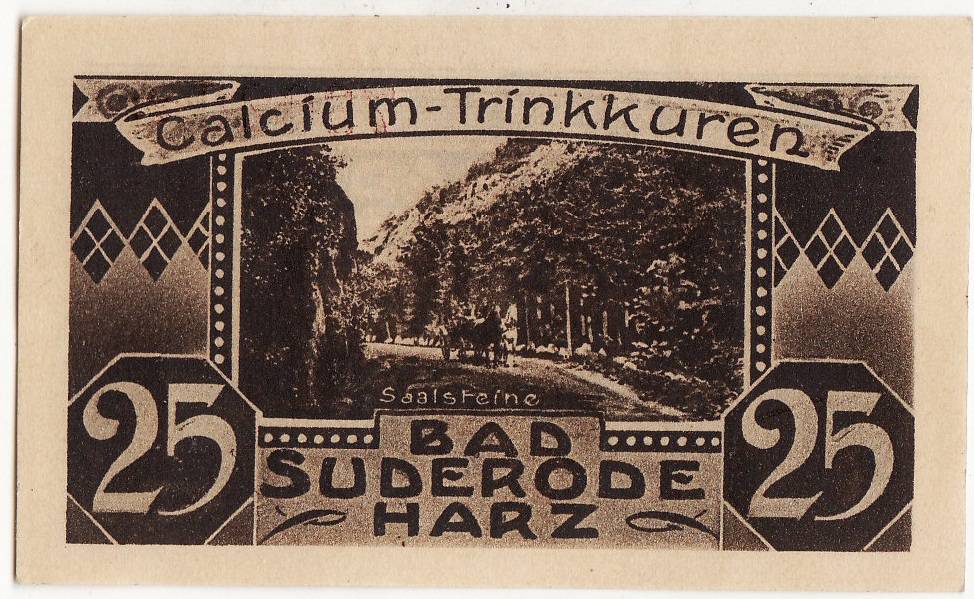 Calcium-Trinkkuren
Saalsteine
25
BAD
SUDERODE
HARZ
25